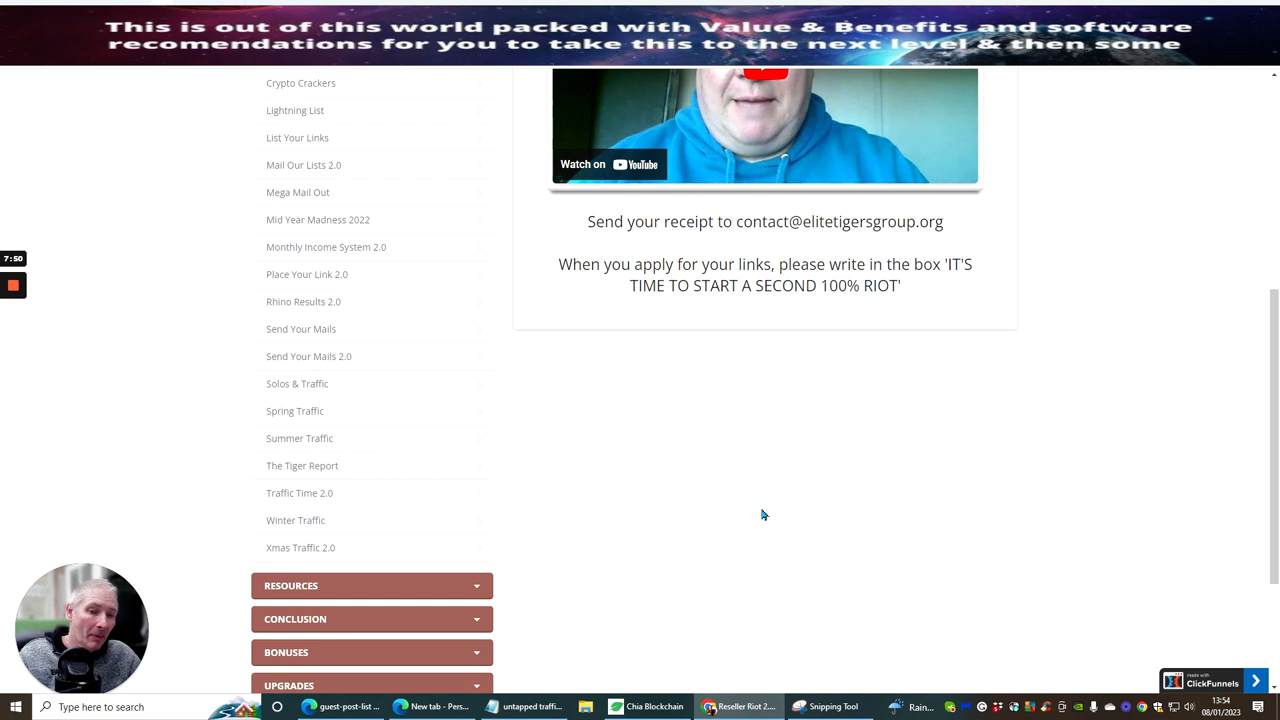 This is out of this world packed with Value & Benefits and software
recomendations for you to take this to the next level & then some
Crypto Crackers
Lightning List
List Your Links
Mail Our Lists 2.0
Mega Mail Out
Mid Year Madness 2022
Monthly Income System 2.0
Place Your Link 2.0
Rhino Results 2.0
Send Your Mails
Send Your Mails 2.0
Solos & Traffic
Spring Traffic
Summer Traffic
The Tiger Report
Traffic Time 2.0
Winter Traffic
Xmas Traffic 2.0
RESOURCES
CONCLUSION
BONUSES
UPGRADES
Watch on YouTube
Send your receipt to contact@elitetigersgroup.org
When you apply for your links, please write in the box 'IT'S
TIME TO START A SECOND 100% RIOT'
7:50
made with
ClickFunnels
Type here to search
guest-post-list ...
New tab - Pers...
untapped traffi...
Chia Blockchain
Reseller Riot 2....
Snipping Tool
Rain...
13:54
08/01/2023